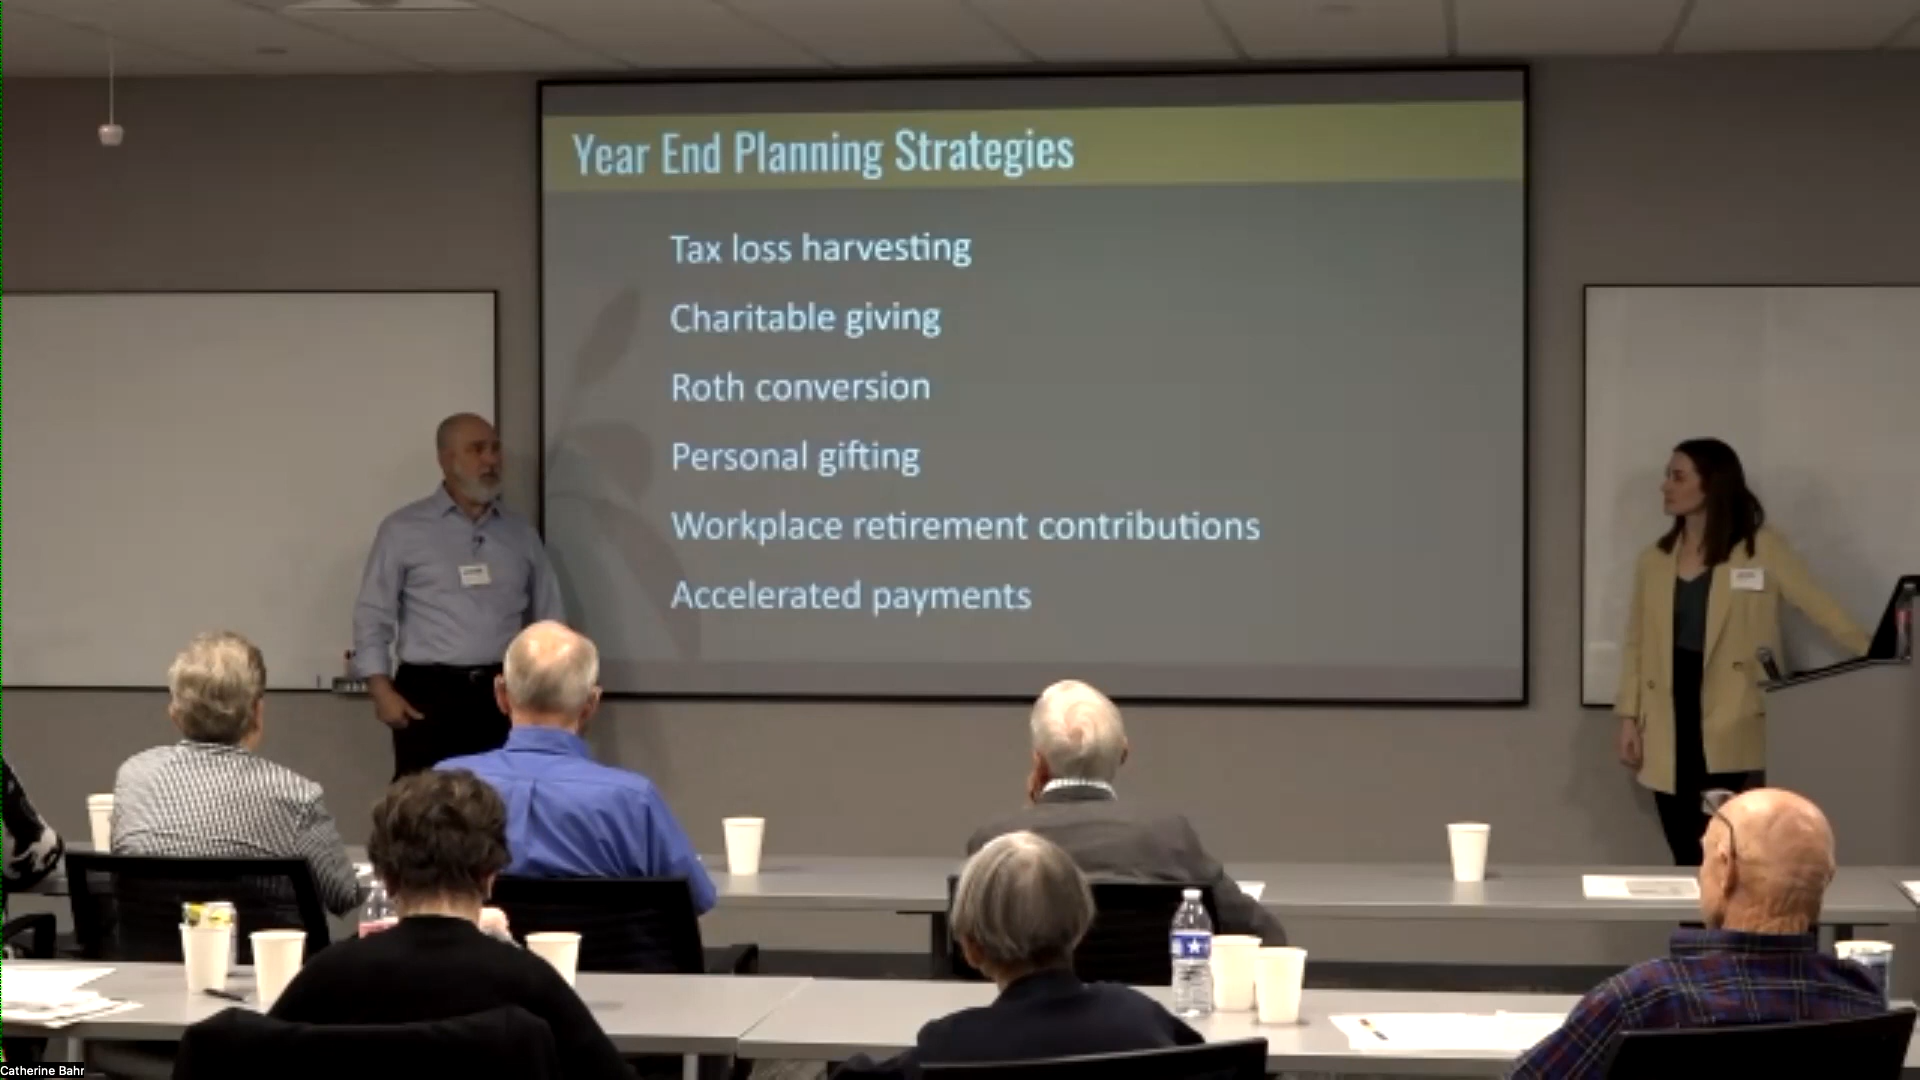 Year End Planning Strategies
Tax loss harvesting
Charitable giving
Roth conversion
Personal gifting
Workplace retirement contributions
Accelerated payments
Catherine Bahr